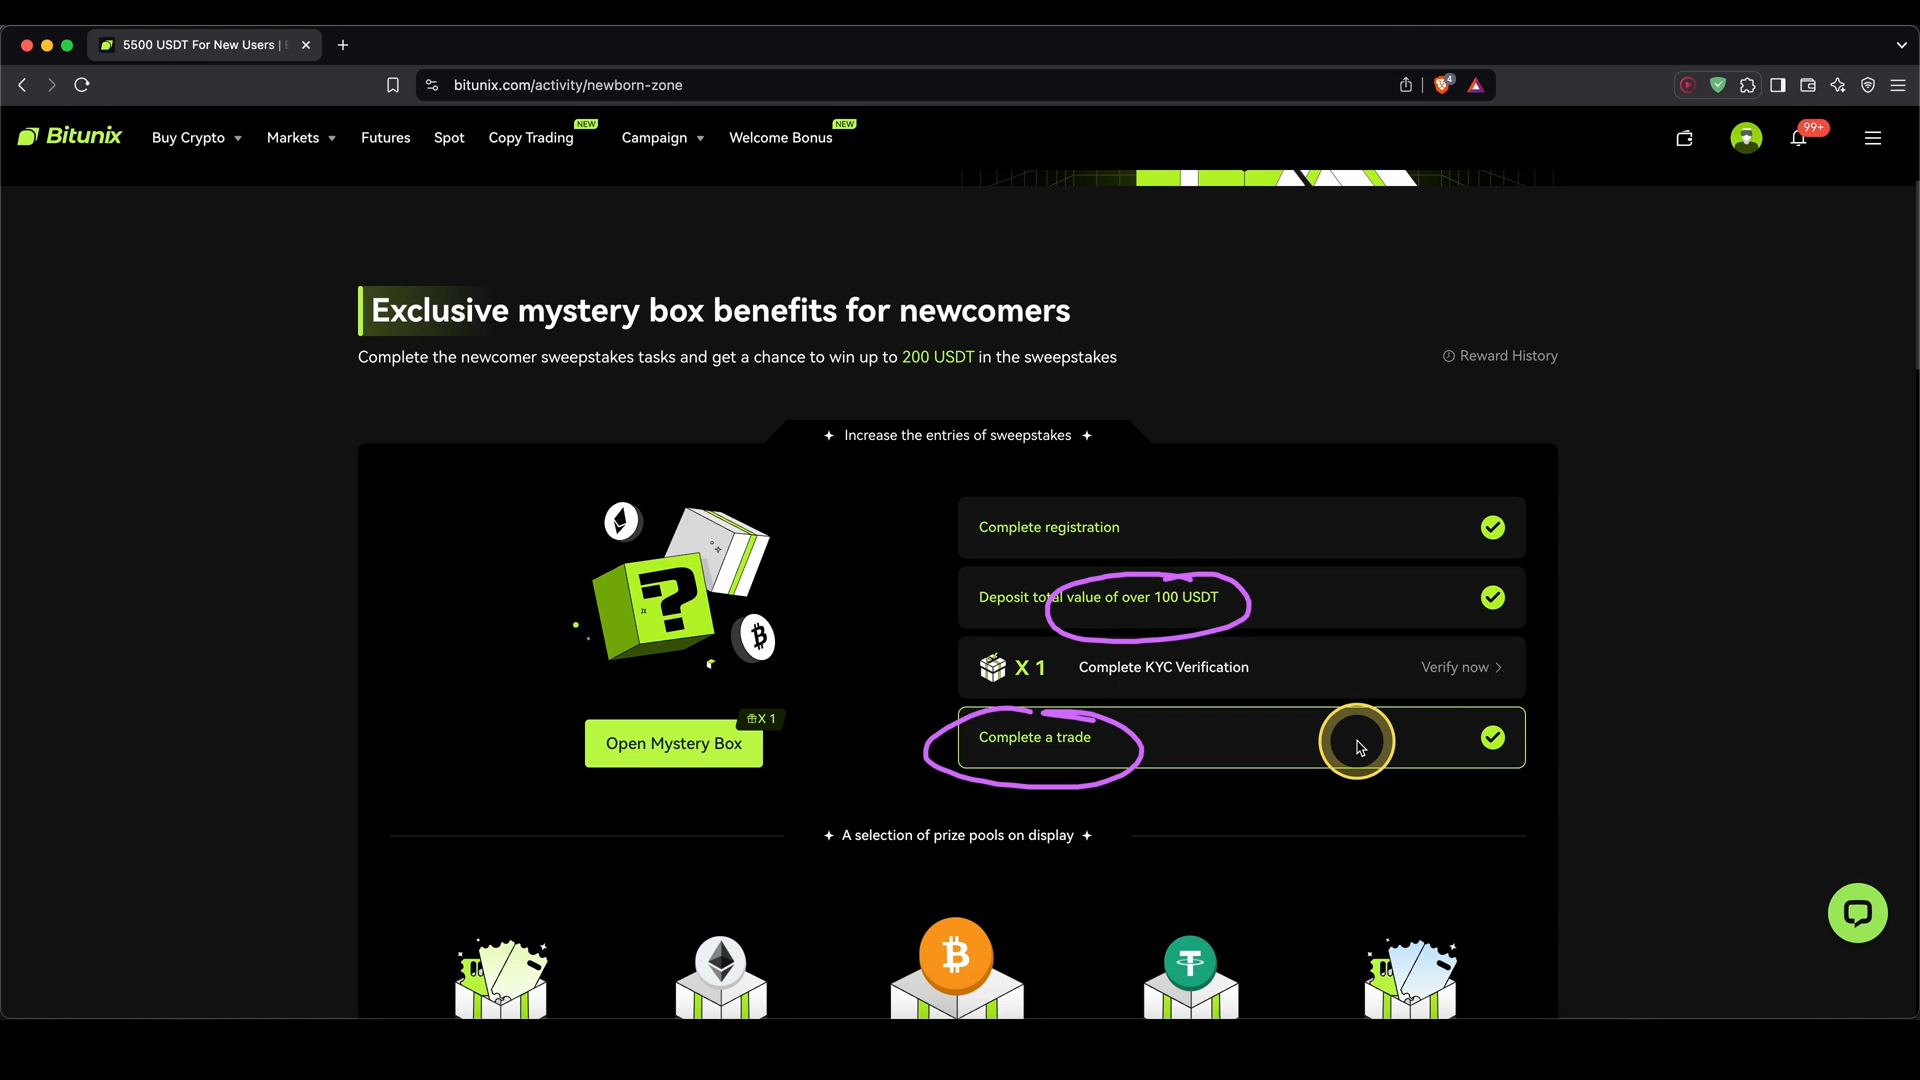 5500 USDT For New Users |
bitunix.com/activity/newborn-zone
4
Bitunix
Buy Crypto
Markets
Futures
Spot
Copy Trading
NEW
Campaign
Welcome Bonus
NEW
99+
Exclusive mystery box benefits for newcomers
Complete the newcomer sweepstakes tasks and get a chance to win up to 200 USDT in the sweepstakes
Reward History
Increase the entries of sweepstakes
Complete registration
Deposit total value of over 100 USDT
X 1
Complete KYC Verification
Verify now
?
X 1
Open Mystery Box
Complete a trade
A selection of prize pools on display